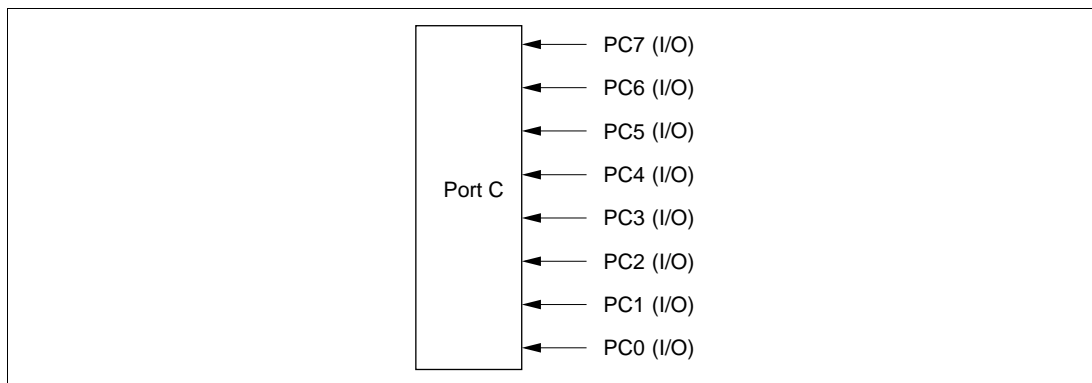 PC7 (I/O)
PC6 (I/O)
PC5 (I/O)
PC4 (I/O)
Port C
PC3 (I/O)
PC2 (I/O)
PC1 (I/O)
PC0 (I/O)